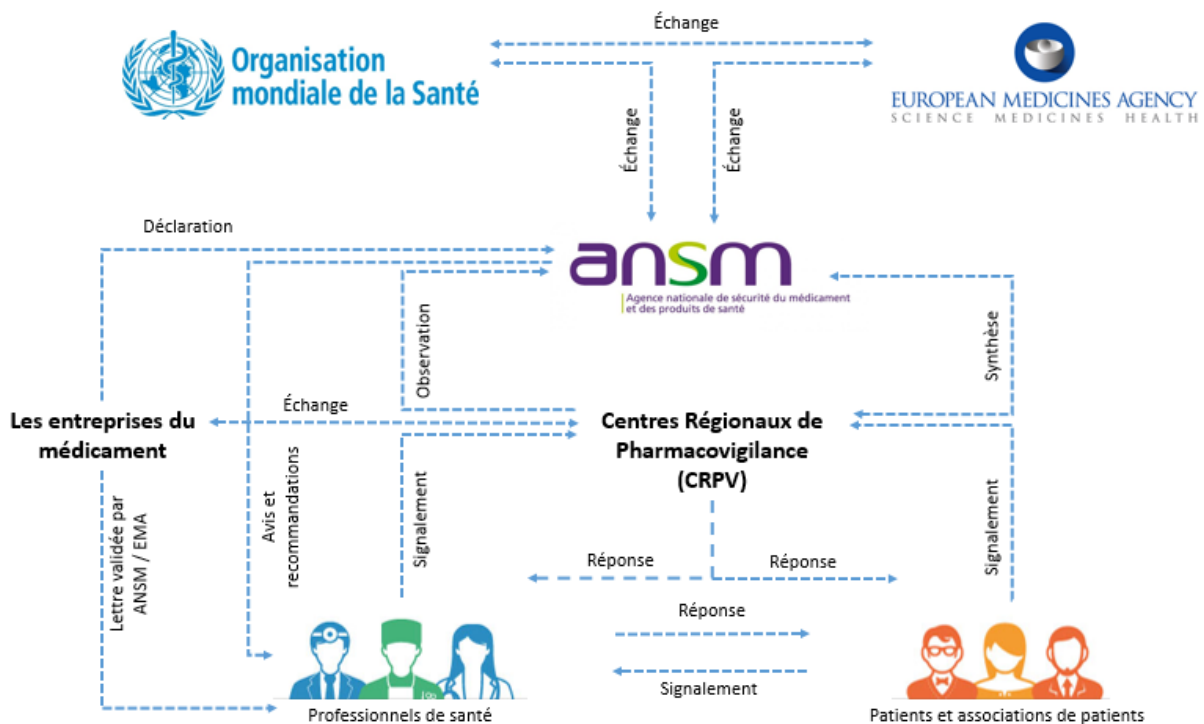 Échange
Organisation
mondiale de la Santé
EUROPEAN MEDICINES AGENCY
SCIENCE MEDICINES HEALTH
Échange
Échange
Déclaration
ansm
Agence nationale de sécurité du médicament
et des produits de santé
Observation
Synthèse
Les entreprises du
médicament
Échange
Centres Régionaux de
Pharmacovigilance
(CRPV)
Lettre validée par
ANSM / EMA
Avis et
recommandations
Signalement
Signalement
Réponse
Réponse
Réponse
Signalement
Professionnels de santé
Patients et associations de patients